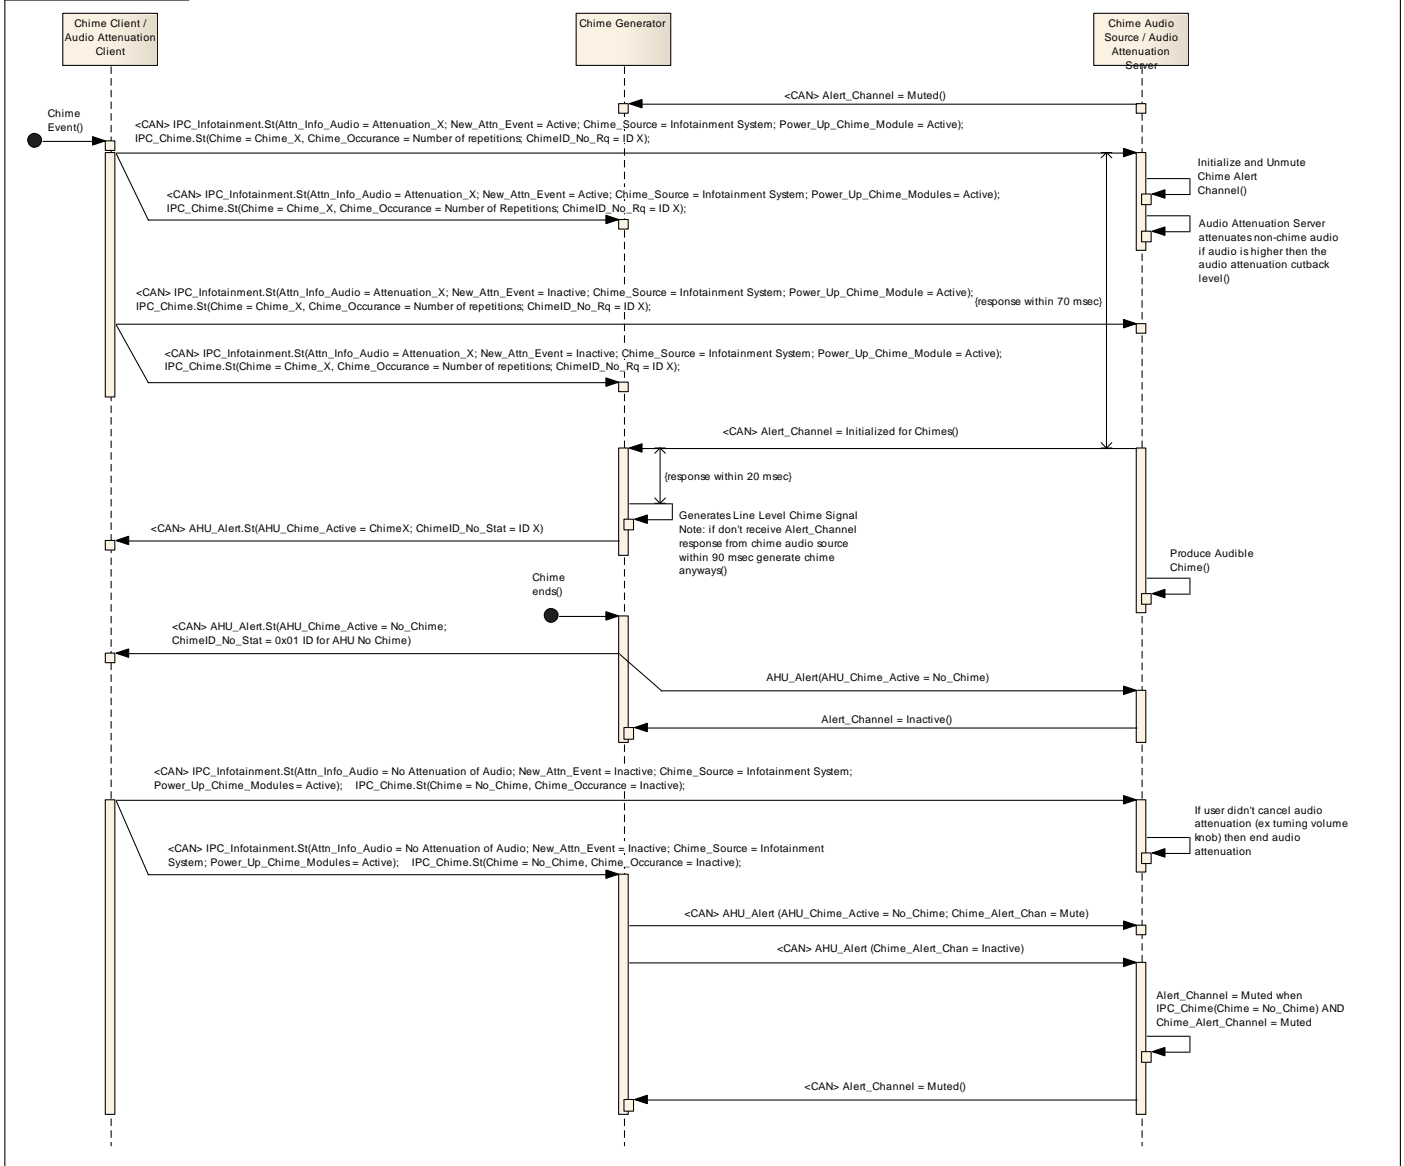 Chime Client /
Audio Attenuation
Client
Chime Generator
Chime Audio
Source / Audio
Attenuation
Server
<CAN> Alert_Channel = Muted()
Chime
Event()
<CAN> IPC_Infotainment.St(Attn_Info_Audio = Attenuation_X; New_Attn_Event = Active; Chime_Source = Infotainment System; Power_Up_Chime_Module = Active);
IPC_Chime.St(Chime = Chime_X, Chime_Occurance = Number of repetitions; ChimeID_No_Rq = ID X);
Initialize and Unmute
Chime Alert
Channel()
<CAN> IPC_Infotainment.St(Attn_Info_Audio = Attenuation_X; New_Attn_Event = Active; Chime_Source = Infotainment System; Power_Up_Chime_Modules = Active);
IPC_Chime.St(Chime = Chime_X, Chime_Occurance = Number of Repetitions; ChimeID_No_Rq = ID X);
Audio Attenuation Server
attenuates non-chime audio
if audio is higher then the
audio attenuation cutback
level()
<CAN> IPC_Infotainment.St(Attn_Info_Audio = Attenuation_X; New_Attn_Event = Inactive; Chime_Source = Infotainment System; Power_Up_Chime_Module = Active);
IPC_Chime.St(Chime = Chime_X, Chime_Occurance = Number of repetitions; ChimeID_No_Rq = ID X);
{response within 70 msec}
<CAN> IPC_Infotainment.St(Attn_Info_Audio = Attenuation_X; New_Attn_Event = Inactive; Chime_Source = Infotainment System; Power_Up_Chime_Module = Active);
IPC_Chime.St(Chime = Chime_X, Chime_Occurance = Number of repetitions; ChimeID_No_Rq = ID X);
<CAN> Alert_Channel = Initialized for Chimes()
{response within 20 msec}
Generates Line Level Chime Signal
Note: if don't receive Alert_Channel
response from chime audio source
within 90 msec generate chime
anyways()
<CAN> AHU_Alert.St(AHU_Chime_Active = ChimeX; ChimeID_No_Stat = ID X)
Produce Audible
Chime()
Chime
ends()
<CAN> AHU_Alert.St(AHU_Chime_Active = No_Chime;
ChimeID_No_Stat = 0x01 ID for AHU No Chime)
AHU_Alert(AHU_Chime_Active = No_Chime)
Alert_Channel = Inactive()
<CAN> IPC_Infotainment.St(Attn_Info_Audio = No Attenuation of Audio; New_Attn_Event = Inactive; Chime_Source = Infotainment System;
Power_Up_Chime_Modules = Active); IPC_Chime.St(Chime = No_Chime, Chime_Occurance = Inactive);
If user didn't cancel audio
attenuation (ex turning volume
knob) then end audio
attenuation
<CAN> IPC_Infotainment.St(Attn_Info_Audio = No Attenuation of Audio; New_Attn_Event = Inactive; Chime_Source = Infotainment
System; Power_Up_Chime_Modules = Active); IPC_Chime.St(Chime = No_Chime, Chime_Occurance = Inactive);
<CAN> AHU_Alert (AHU_Chime_Active = No_Chime; Chime_Alert_Chan = Mute)
<CAN> AHU_Alert (Chime_Alert_Chan = Inactive)
Alert_Channel = Muted when
IPC_Chime(Chime = No_Chime) AND
Chime_Alert_Channel = Muted
<CAN> Alert_Channel = Muted()